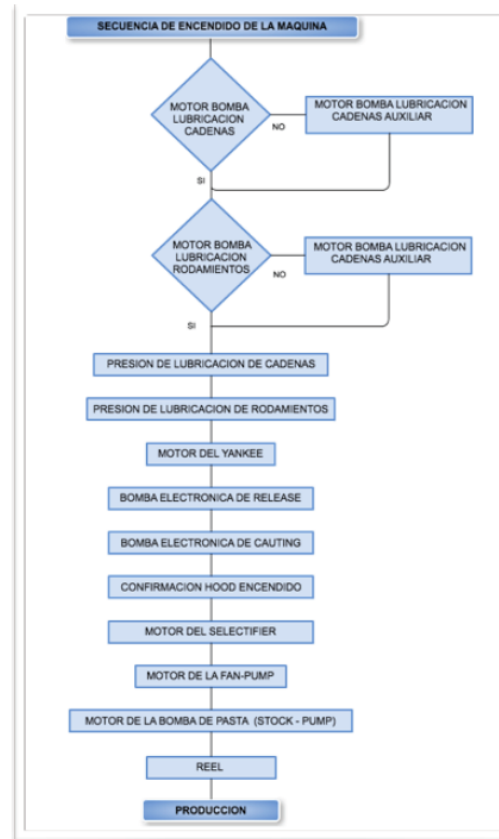 SECUENCIA DE ENCENDIDO DE LA MAQUINA
MOTOR BOMBA
LUBRICACION
CADENAS
NO
MOTOR BOMBA LUBRICACION
CADENAS AUXILIAR
SI
MOTOR BOMBA
LUBRICACION
RODAMIENTOS
NO
MOTOR BOMBA LUBRICACION
CADENAS AUXILIAR
SI
PRESION DE LUBRICACION DE CADENAS
PRESION DE LUBRICACION DE RODAMIENTOS
MOTOR DEL YANKEE
BOMBA ELECTRONICA DE RELEASE
BOMBA ELECTRONICA DE CAUTING
CONFIRMACION HOOD ENCENDIDO
MOTOR DEL SELECTIFIER
MOTOR DE LA FAN-PUMP
MOTOR DE LA BOMBA DE PASTA (STOCK - PUMP)
REEL
PRODUCCION